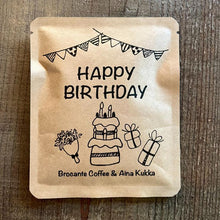 HAPPY
BIRTHDAY
Brocante Coffee & Aina Kukka